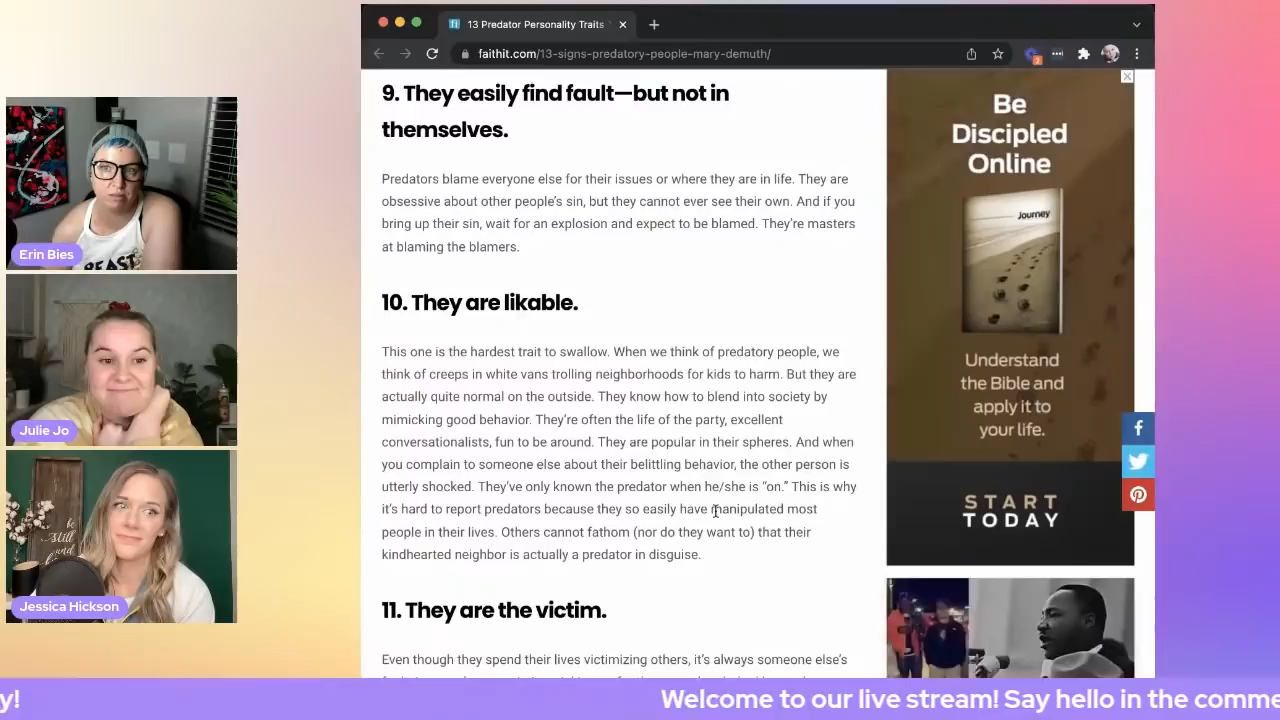 13 Predator Personality Traits
faithit.com/13-signs-predatory-people-mary-demuth/
9. They easily find fault—but not in
themselves.
Predators blame everyone else for their issues or where they are in life. They are
obsessive about other people's sin, but they cannot ever see their own. And if you
bring up their sin, wait for an explosion and expect to be blamed. They're masters
at blaming the blamers.
10. They are likable.
This one is the hardest trait to swallow. When we think of predatory people, we
think of creeps in white vans trolling neighborhoods for kids to harm. But they are
actually quite normal on the outside. They know how to blend into society by
mimicking good behavior. They're often the life of the party, excellent
conversationalists, fun to be around. They are popular in their spheres. And when
you complain to someone else about their belittling behavior, the other person is
utterly shocked. They've only known the predator when he/she is “on.” This is why
it's hard to report predators because they so easily have manipulated most
people in their lives. Others cannot fathom (nor do they want to) that their
kindhearted neighbor is actually a predator in disguise.
11. They are the victim.
Even though they spend their lives victimizing others, it's always someone else's
Be
Discipled
Online
Journey
Understand
the Bible and
apply it to
your life.
START
TODAY
BEAST
Erin Bies
Julie Jo
be
Still
and
Jessica Hickson
y!
Welcome to our live stream! Say hello in the comme